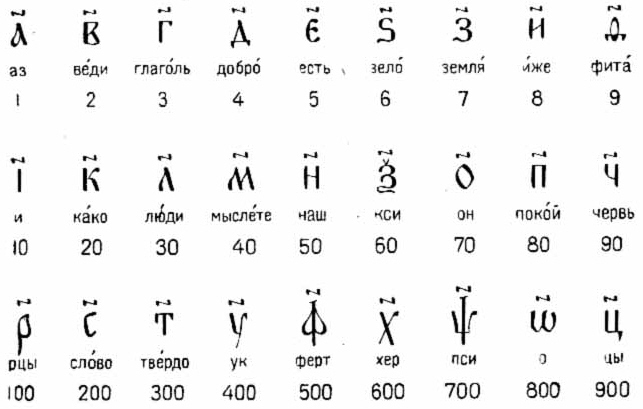 А҃ В҃ Г҃ Д҃ Є҃ Ѕ҃ З҃ И҃ Ѳ҃
аз ве́ди глаго́ль добро́ есть зело́ земля́ и́же фита́
1 2 3 4 5 6 7 8 9
І҃ К҃ Л҃ М҃ Н҃ Ѯ҃ О҃ П҃ Ч҃
и ка́ко лю́ди мысле́те наш кси он поко́й червь
10 20 30 40 50 60 70 80 90
Р҃ С҃ Т҃ У҃ Ф҃ Х҃ Ѱ҃ Ѡ҃ Ц҃
рцы сло́во тве́рдо ук ферт хер пси о цы
100 200 300 400 500 600 700 800 900